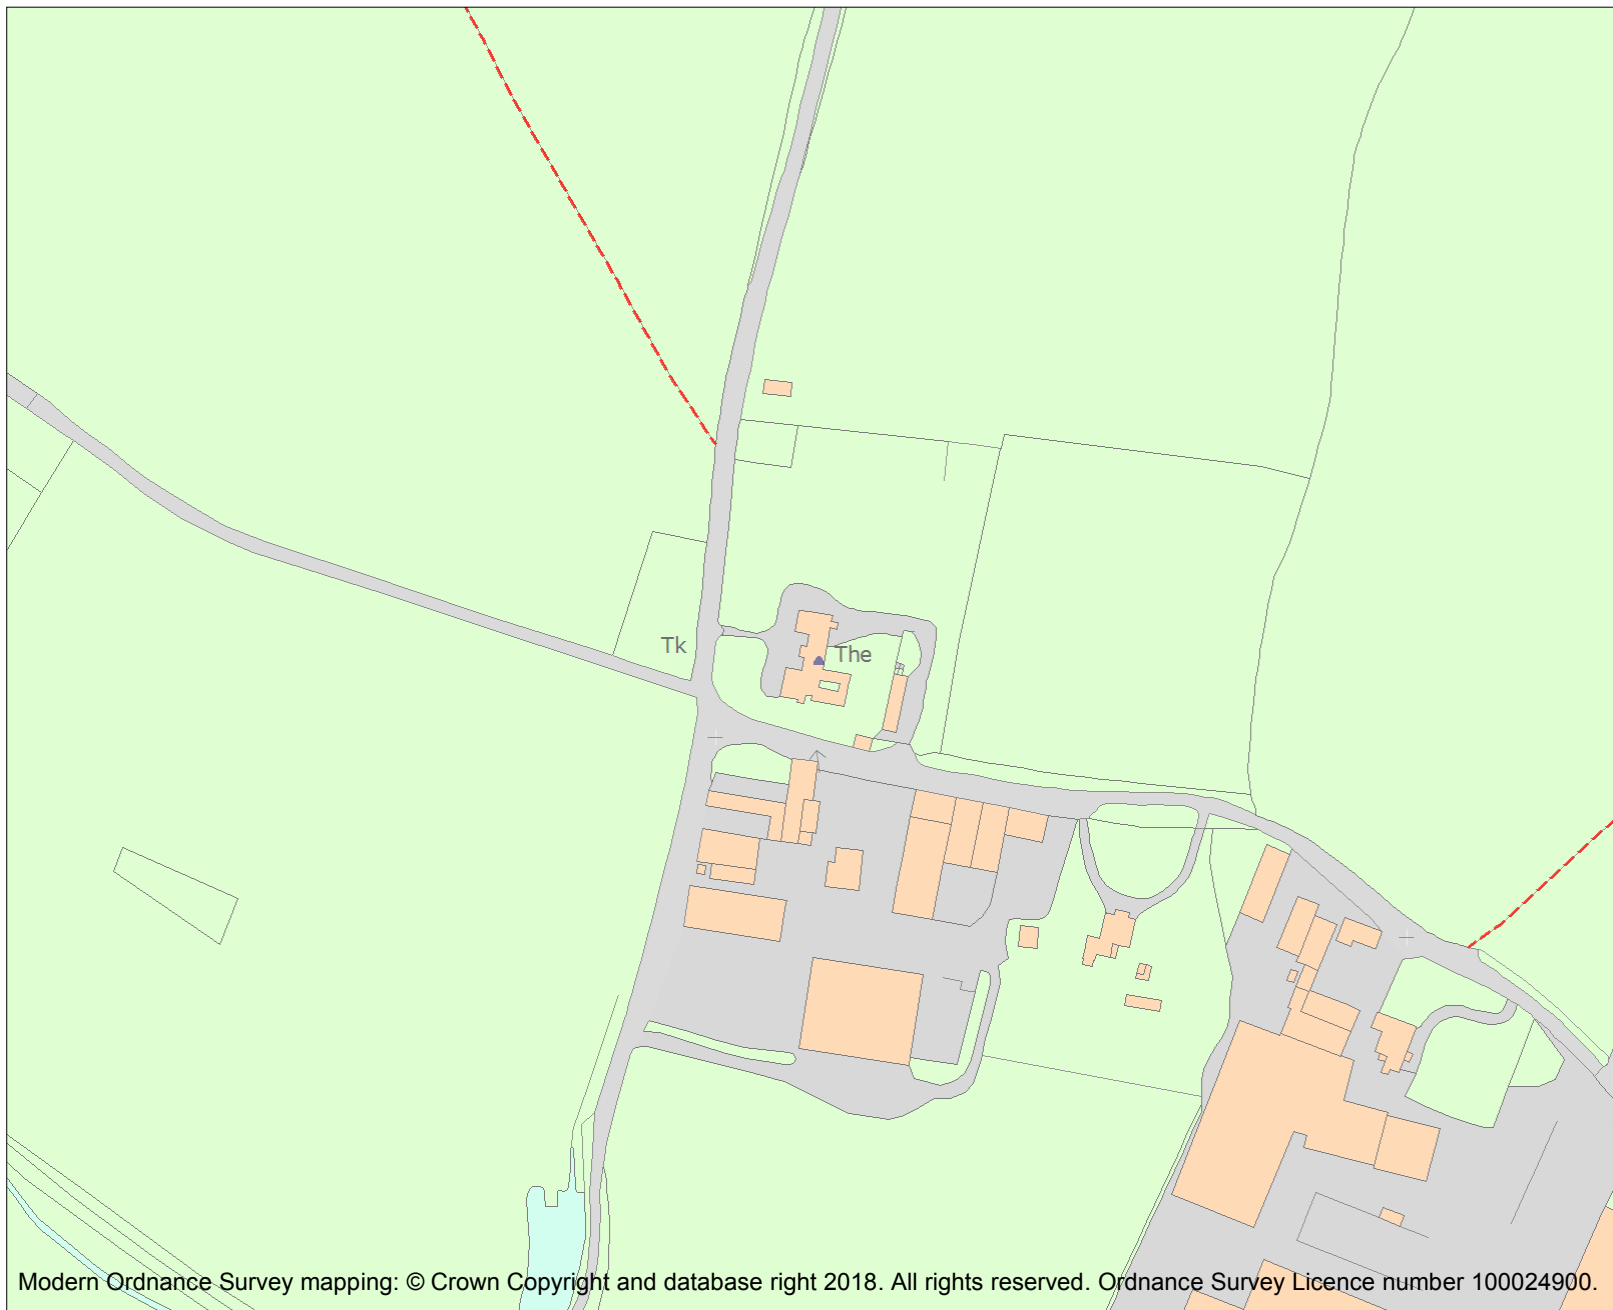 Tk
The
Modern Ordnance Survey mapping: © Crown Copyright and database right 2018. All rights reserved. Ordnance Survey Licence number 100024900.